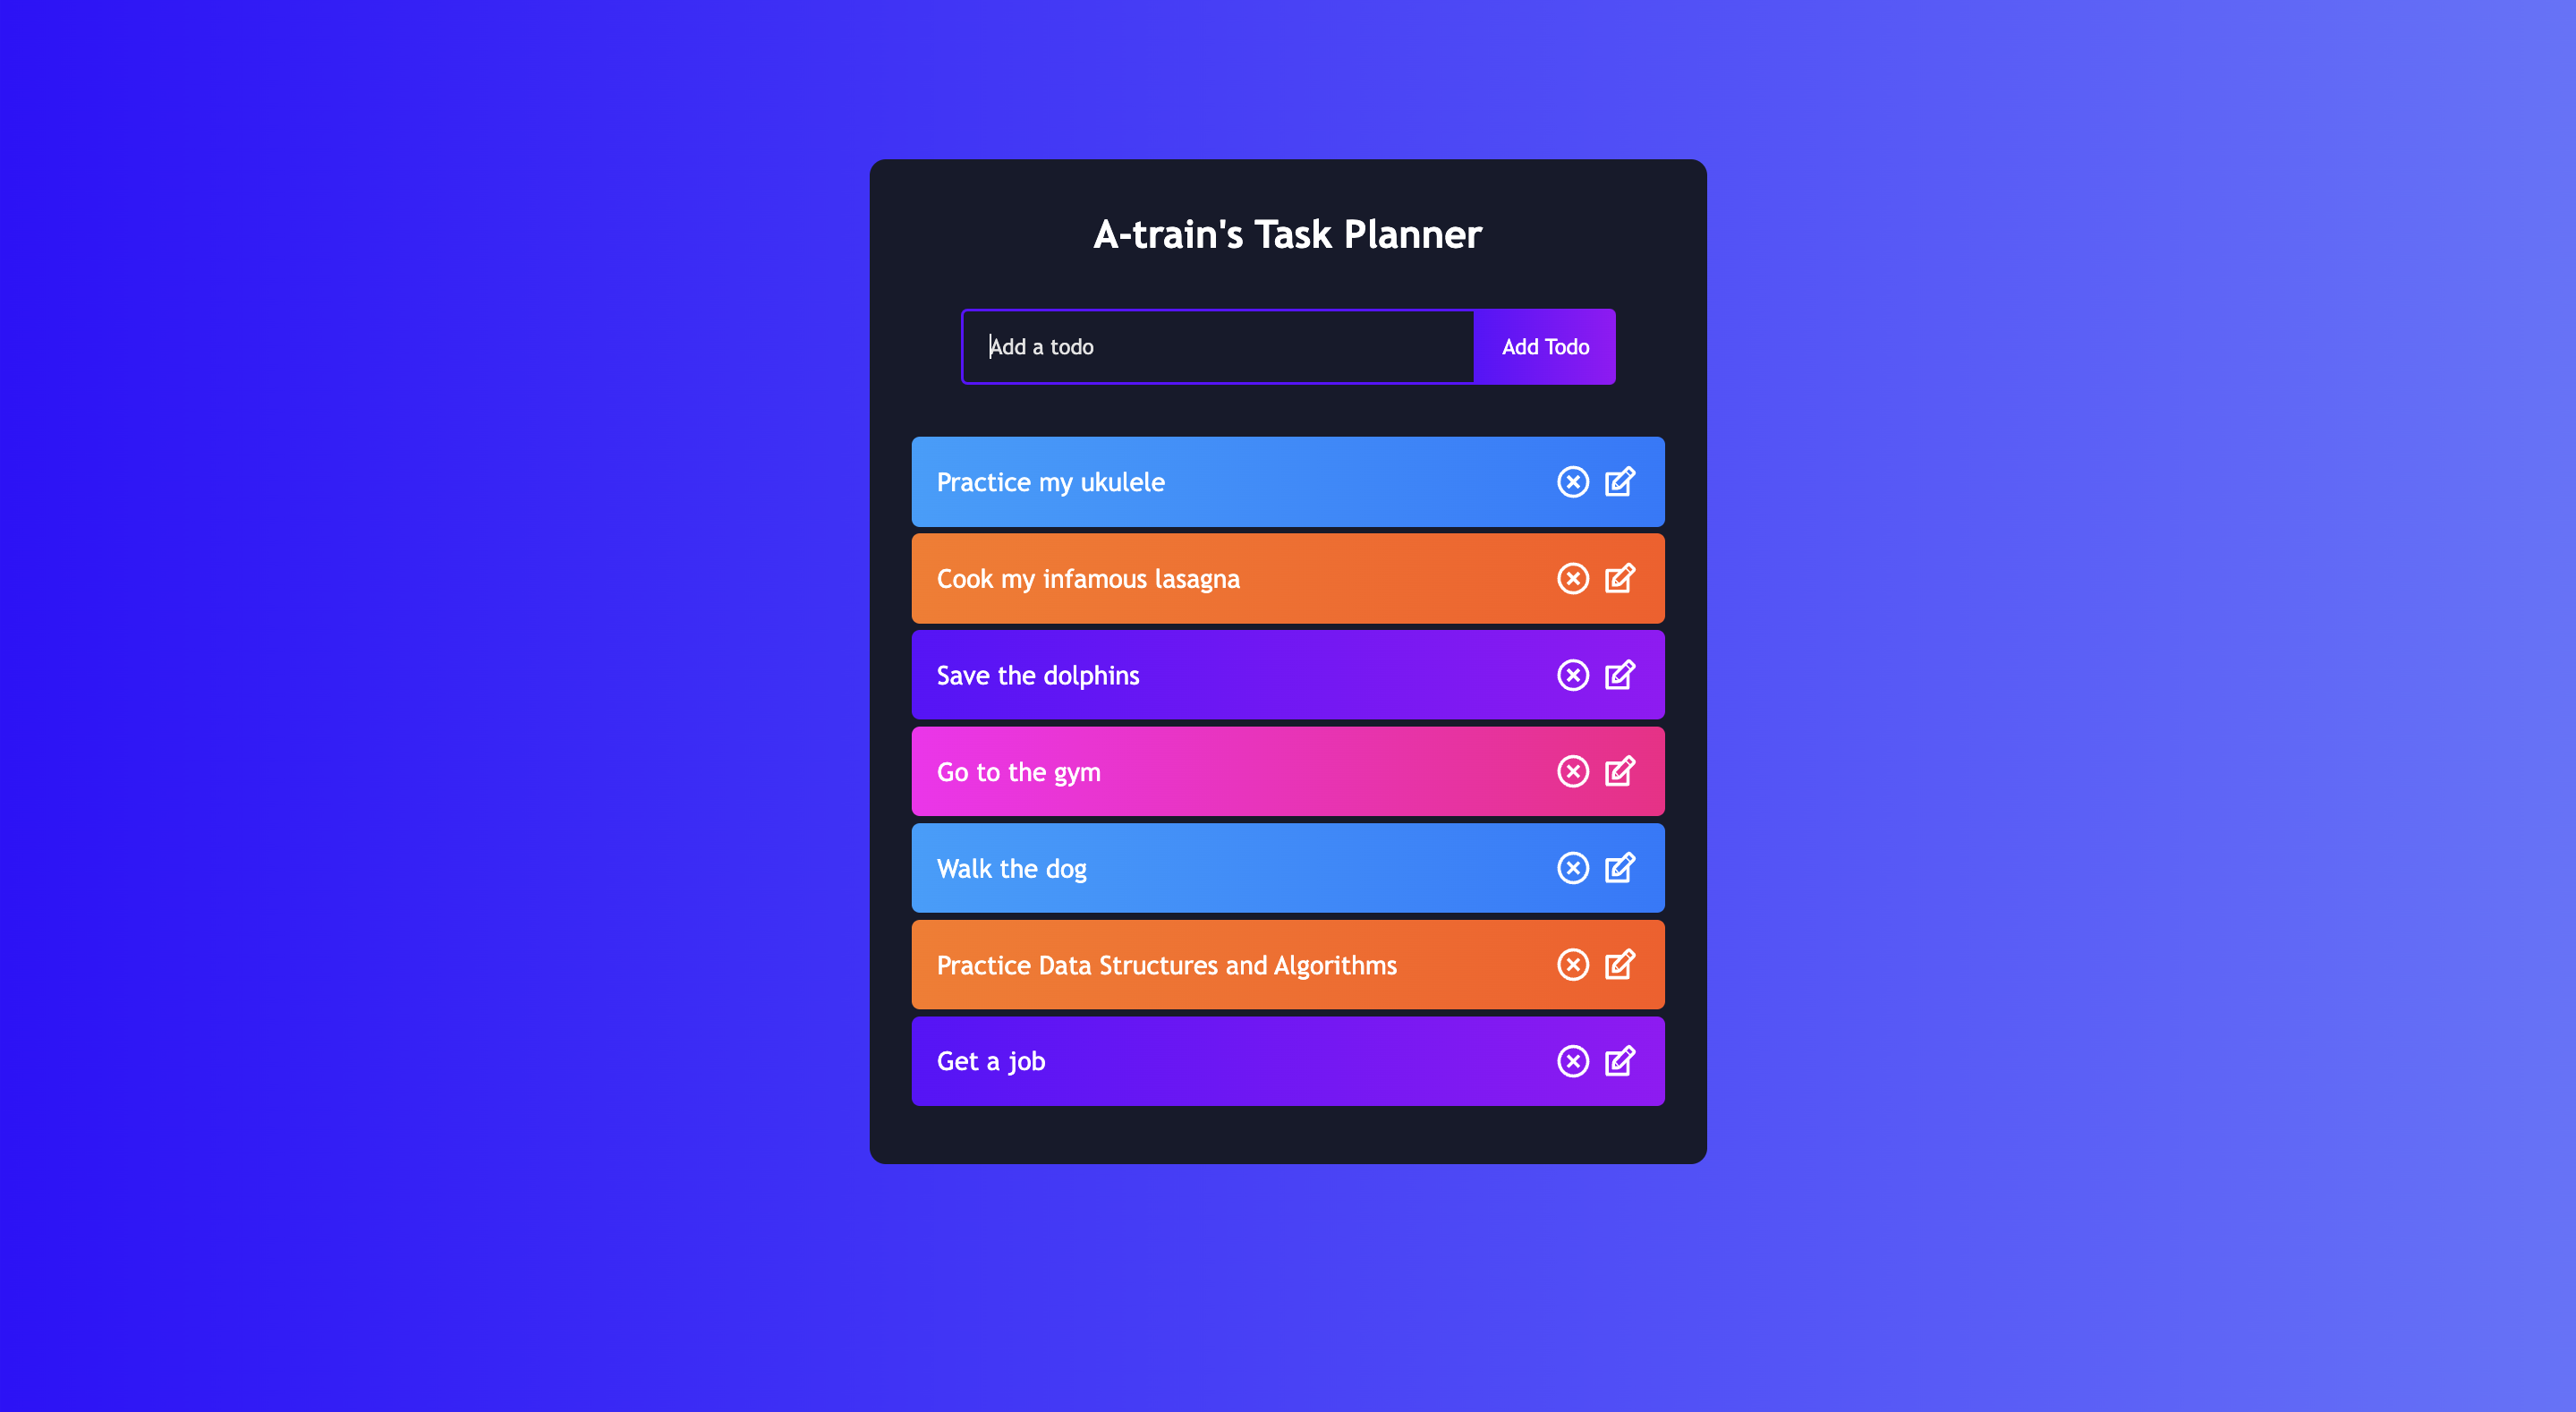 A-train's Task Planner
Add a todo
Add Todo
Practice my ukulele
Cook my infamous lasagna
Save the dolphins
Go to the gym
Walk the dog
Practice Data Structures and Algorithms
Get a job